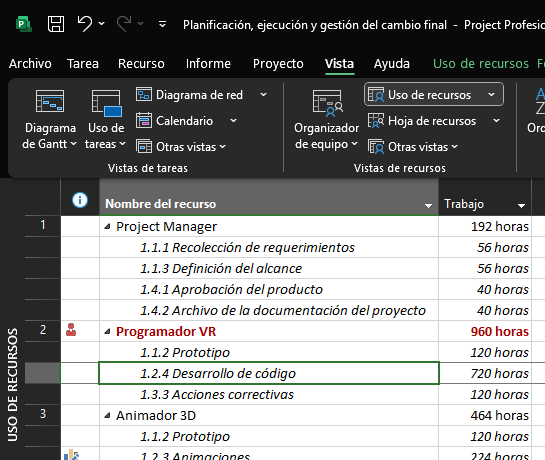 Planificación, ejecución y gestión del cambio final - Project Profesio
Archivo Tarea Recurso Informe Proyecto Vista Ayuda Uso de recursos
Diagrama de Gantt
Uso de tareas
Diagrama de red
Calendario
Otras vistas
Vistas de tareas
Organizador de equipo
Uso de recursos
Hoja de recursos
Otras vistas
Vistas de recursos
Nombre del recurso Trabajo
1 Project Manager 192 horas
1.1.1 Recolección de requerimientos 56 horas
1.1.3 Definición del alcance 56 horas
1.4.1 Aprobación del producto 40 horas
1.4.2 Archivo de la documentación del proyecto 40 horas
2 Programador VR 960 horas
1.1.2 Prototipo 120 horas
1.2.4 Desarrollo de código 720 horas
1.3.3 Acciones correctivas 120 horas
3 Animador 3D 464 horas
1.1.2 Prototipo 120 horas
1.2.3 Animaciones 224 horas
USO DE RECURSOS